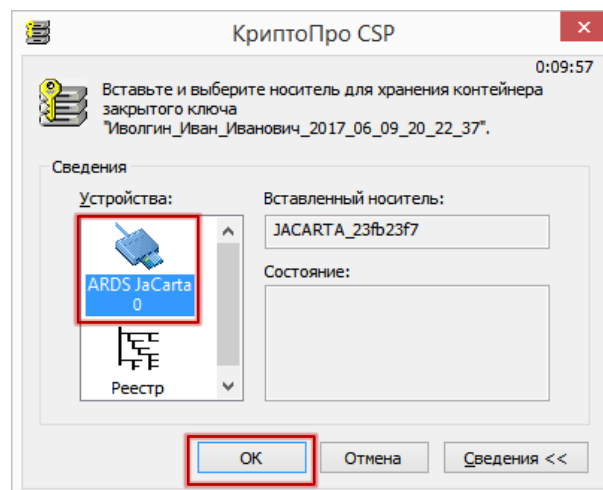 КриптоПро CSP
0:09:57
Вставьте и выберите носитель для хранения контейнера
закрытого ключа
"Иволгин_Иван_Иванович_2017_06_09_20_22_37".
Сведения
Устройства:
Вставленный носитель:
ARDS JaCarta
0
JACARTA_23fb23f7
Состояние:
Реестр
ОК
Отмена
Сведения <<